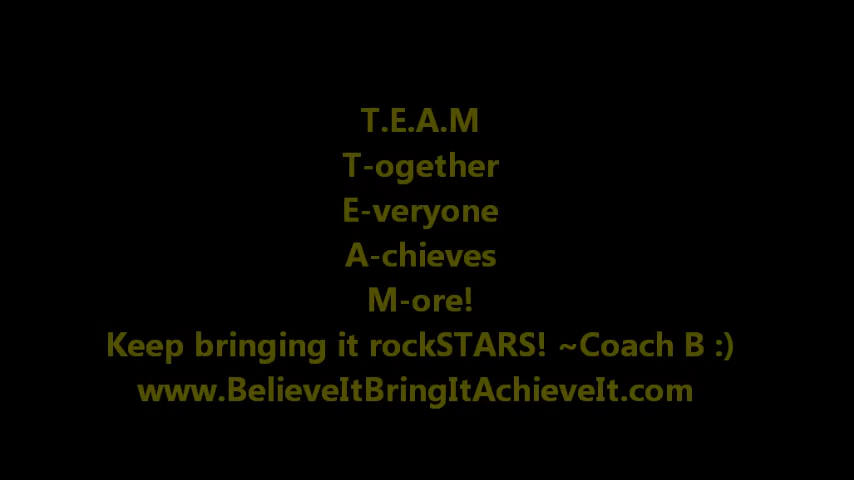 T.E.A.M
T-ogether
E-veryone
A-chieves
M-ore!
Keep bringing it rockSTARS! ~Coach B :)
www.BelieveItBringItAchieveIt.com